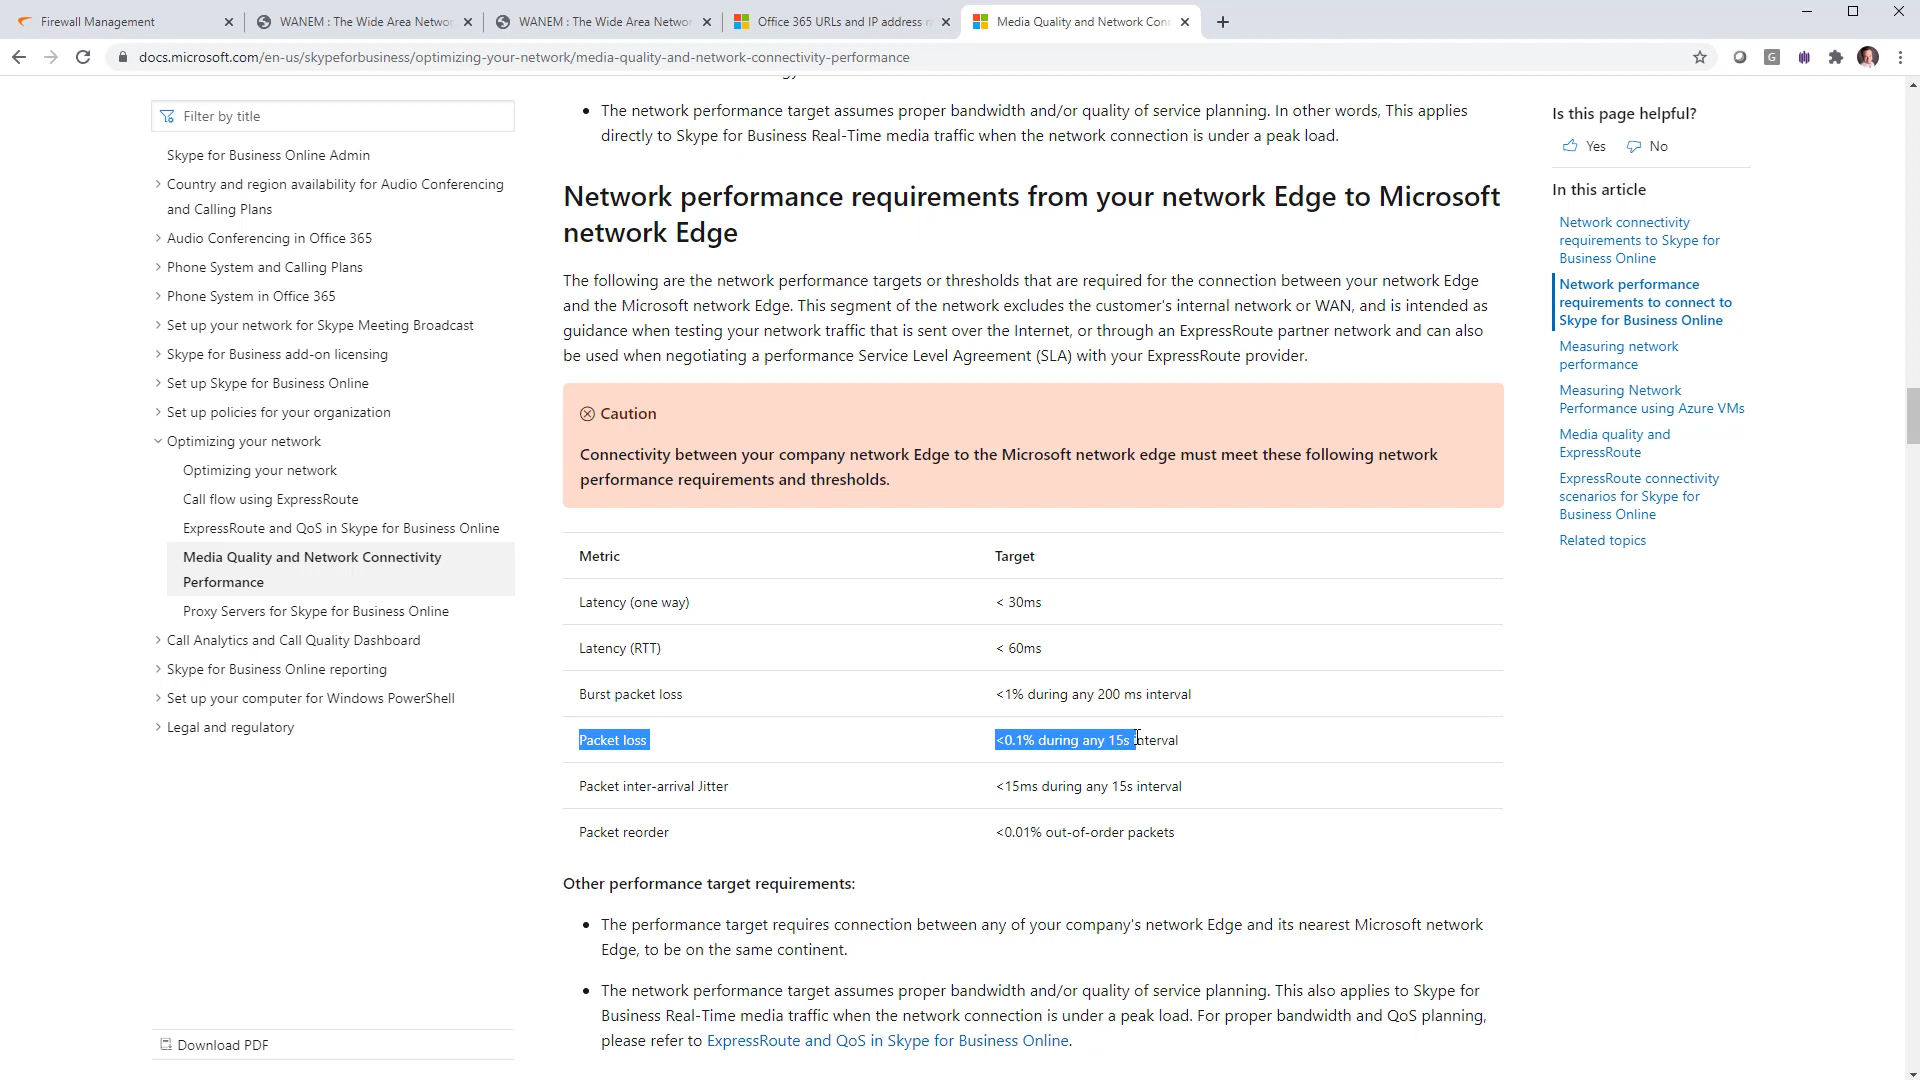 Firewall Management
WANEM : The Wide Area Networ
WANEM : The Wide Area Networ
Office 365 URLs and IP address r
Media Quality and Network Conn
docs.microsoft.com/en-us/skypeforbusiness/optimizing-your-network/media-quality-and-network-connectivity-performance
Filter by title
Skype for Business Online Admin
Country and region availability for Audio Conferencing
and Calling Plans
Audio Conferencing in Office 365
Phone System and Calling Plans
Phone System in Office 365
Set up your network for Skype Meeting Broadcast
Skype for Business add-on licensing
Set up Skype for Business Online
Set up policies for your organization
Optimizing your network
Optimizing your network
Call flow using ExpressRoute
ExpressRoute and QoS in Skype for Business Online
Media Quality and Network Connectivity
Performance
Proxy Servers for Skype for Business Online
Call Analytics and Call Quality Dashboard
Skype for Business Online reporting
Set up your computer for Windows PowerShell
Legal and regulatory
Download PDF
• The network performance target assumes proper bandwidth and/or quality of service planning. In other words, This applies
directly to Skype for Business Real-Time media traffic when the network connection is under a peak load.
Network performance requirements from your network Edge to Microsoft
network Edge
The following are the network performance targets or thresholds that are required for the connection between your network Edge
and the Microsoft network Edge. This segment of the network excludes the customer's internal network or WAN, and is intended as
guidance when testing your network traffic that is sent over the Internet, or through an ExpressRoute partner network and can also
be used when negotiating a performance Service Level Agreement (SLA) with your ExpressRoute provider.
Caution
Connectivity between your company network Edge to the Microsoft network edge must meet these following network
performance requirements and thresholds.
Metric Target
Latency (one way) < 30ms
Latency (RTT) < 60ms
Burst packet loss <1% during any 200 ms interval
Packet loss <0.1% during any 15s interval
Packet inter-arrival Jitter <15ms during any 15s interval
Packet reorder <0.01% out-of-order packets
Other performance target requirements:
• The performance target requires connection between any of your company's network Edge and its nearest Microsoft network
Edge, to be on the same continent.
• The network performance target assumes proper bandwidth and/or quality of service planning. This also applies to Skype for
Business Real-Time media traffic when the network connection is under a peak load. For proper bandwidth and QoS planning,
please refer to ExpressRoute and QoS in Skype for Business Online.
Is this page helpful?
Yes No
In this article
Network connectivity
requirements to Skype for
Business Online
Network performance
requirements to connect to
Skype for Business Online
Measuring network
performance
Measuring Network
Performance using Azure VMs
Media quality and
ExpressRoute
ExpressRoute connectivity
scenarios for Skype for
Business Online
Related topics